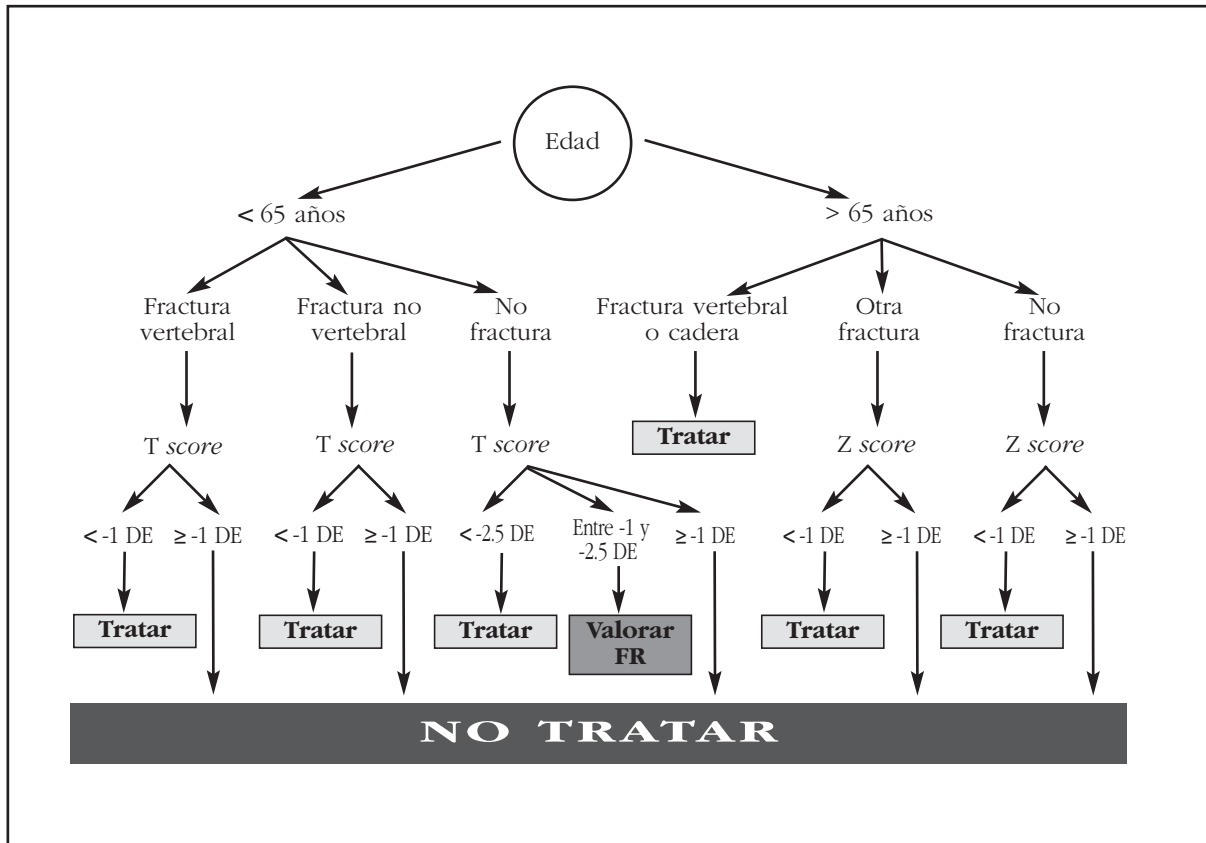 Edad
< 65 años
> 65 años
Fractura
vertebral
Fractura no
vertebral
No
fractura
Fractura vertebral
o cadera
Otra
fractura
No
fractura
T score
T score
T score
Tratar
Z score
Z score
< -1 DE
≥ -1 DE
< -1 DE
≥ -1 DE
< -2.5 DE
Entre -1 y
-2.5 DE
≥ -1 DE
< -1 DE
≥ -1 DE
< -1 DE
≥ -1 DE
Tratar
Tratar
Tratar
Valorar
FR
Tratar
Tratar
NO TRATAR